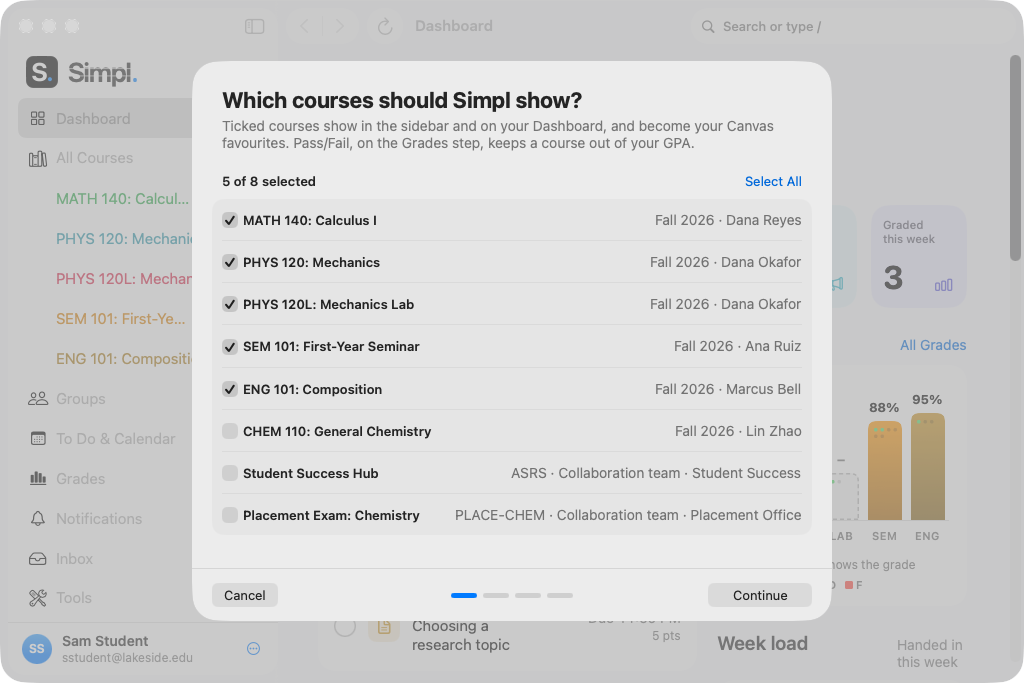 Dashboard
Search or type /
S. Simpl.
Dashboard
All Courses
MATH 140: Calcul...
PHYS 120: Mechani
PHYS 120L: Mechan
SEM 101: First-Ye...
ENG 101: Compositi
Groups
To Do & Calendar
Grades
Notifications
Inbox
Tools
SS
Sam Student
sstudent@lakeside.edu
Which courses should Simpl show?
Ticked courses show in the sidebar and on your Dashboard, and become your Canvas
favourites. Pass/Fail, on the Grades step, keeps a course out of your GPA.
5 of 8 selected
Select All
MATH 140: Calculus I Fall 2026 · Dana Reyes
PHYS 120: Mechanics Fall 2026 · Dana Okafor
PHYS 120L: Mechanics Lab Fall 2026 · Dana Okafor
SEM 101: First-Year Seminar Fall 2026 · Ana Ruiz
ENG 101: Composition Fall 2026 · Marcus Bell
CHEM 110: General Chemistry Fall 2026 · Lin Zhao
Student Success Hub ASRS · Collaboration team · Student Success
Placement Exam: Chemistry PLACE-CHEM · Collaboration team · Placement Office
Cancel
Continue
Graded
this week
3
All Grades
–
88%
95%
LAB
SEM
ENG
the grade
F
Choosing a
research topic
5 pts
Week load
Handed in
this week